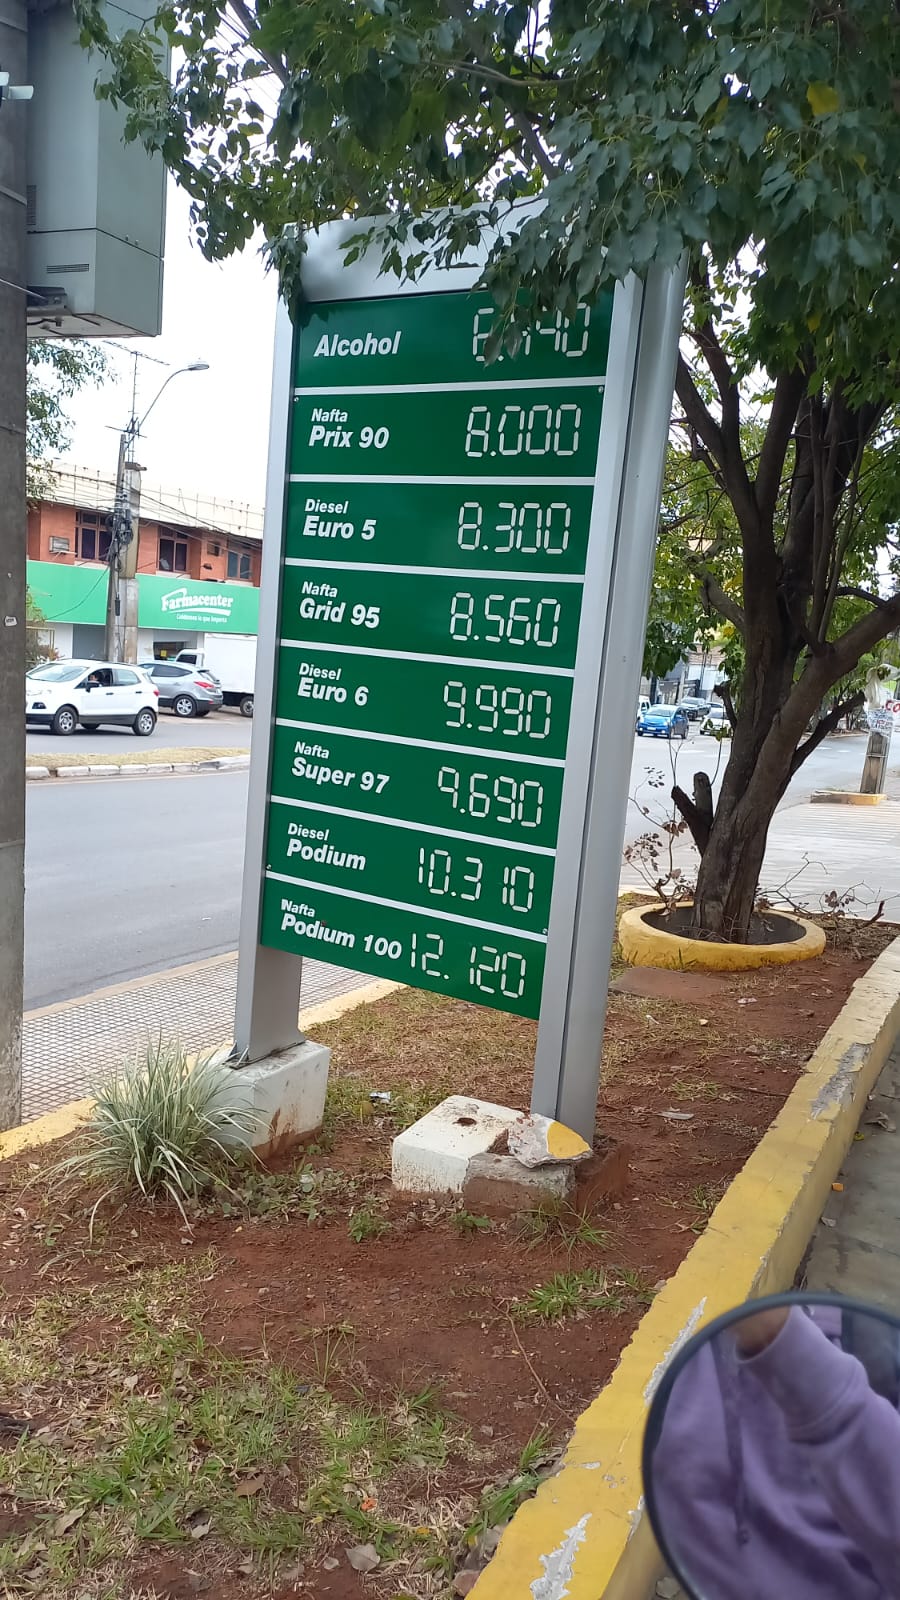 Alcohol
Nafta
Prix 90 8.000
Diesel
Euro 5 8.300
Nafta
Grid 95 8.560
Diesel
Euro 6 9.990
Nafta
Super 97 9.690
Diesel
Podium 10.310
Nafta
Podium 100 12.120
Farmacenter